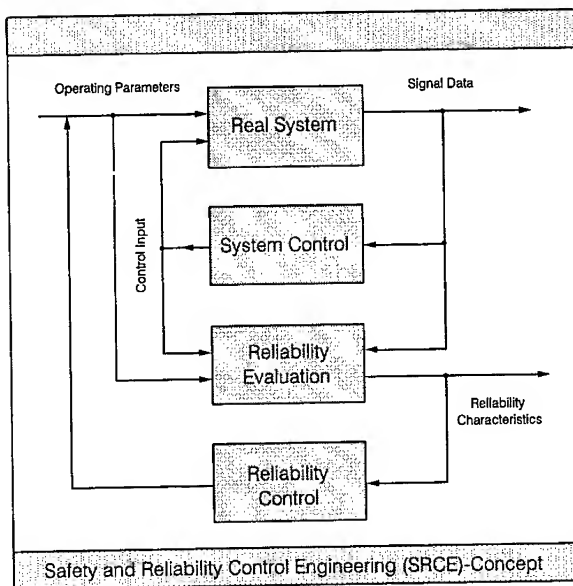 Operating Parameters
Signal Data
Real System
Control Input
System Control
Reliability
Evaluation
Reliability
Characteristics
Reliability
Control
Safety and Reliability Control Engineering (SRCE)-Concept